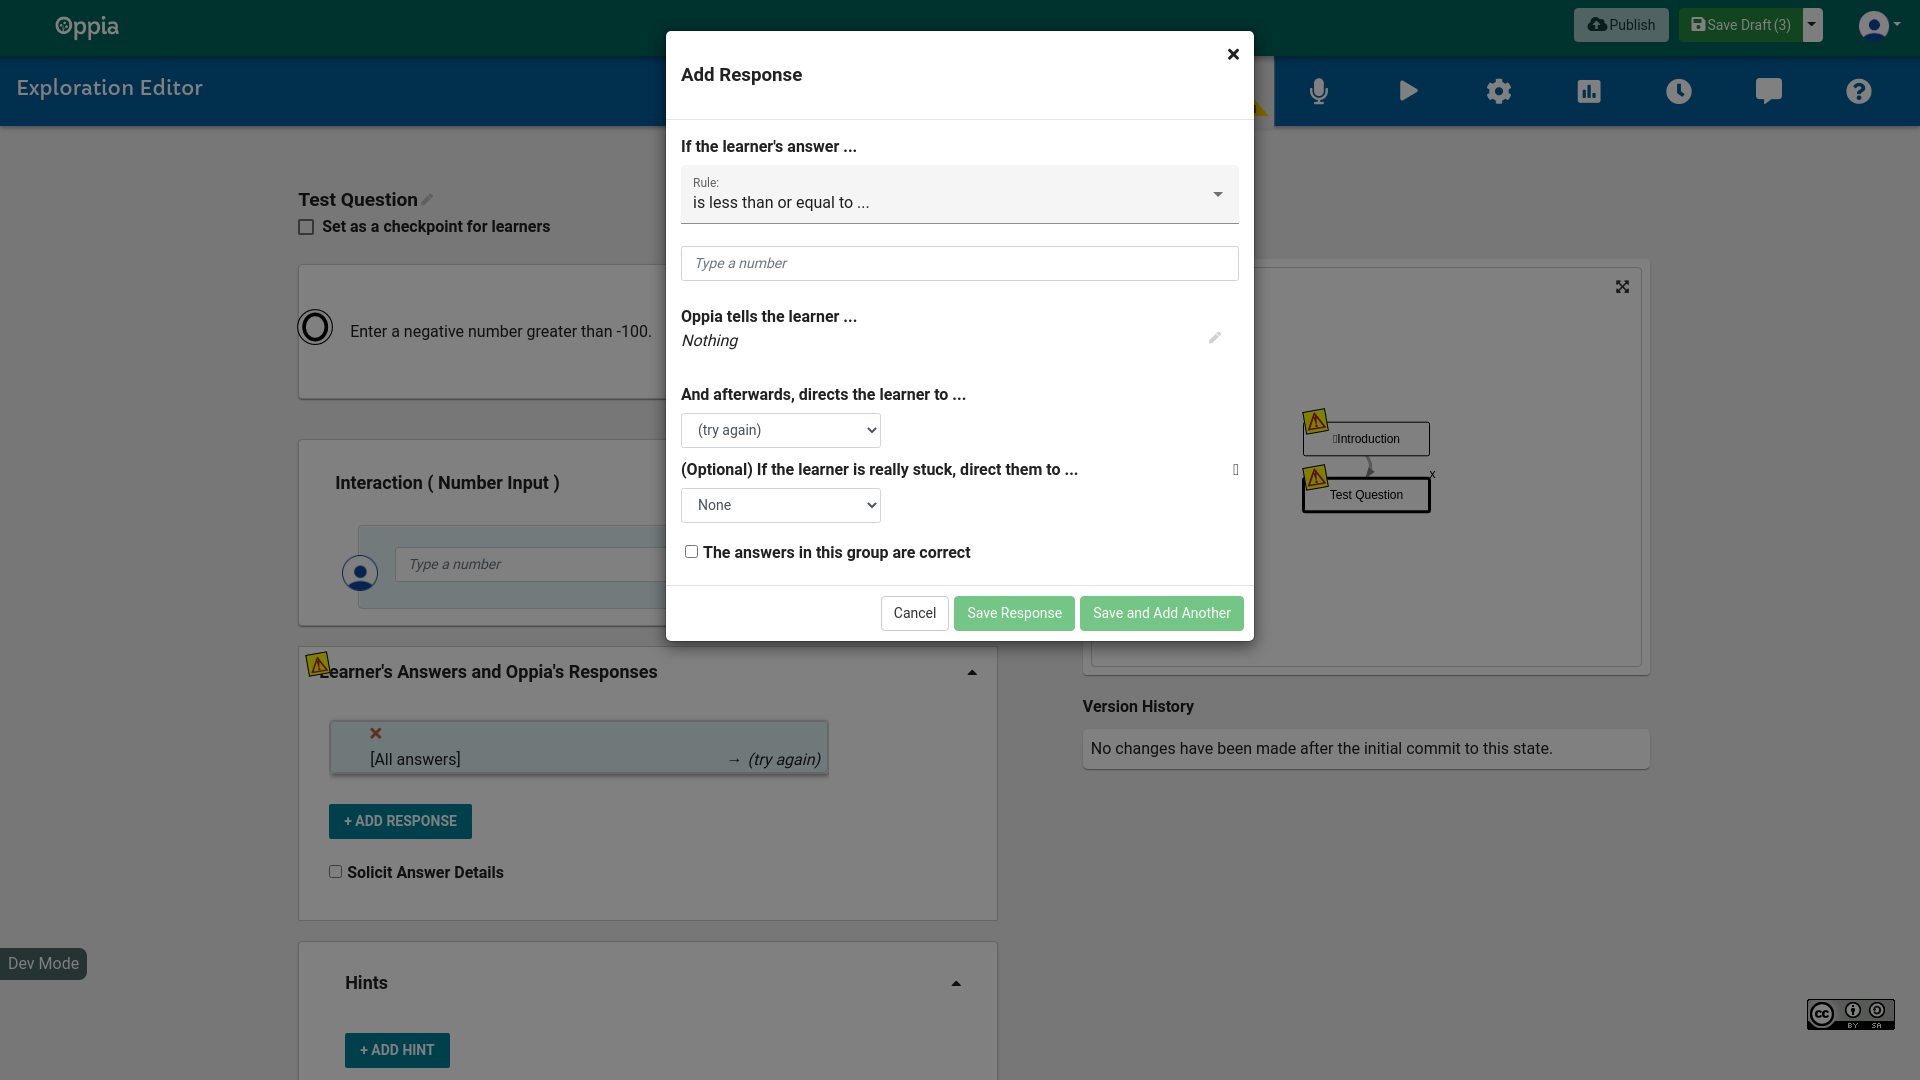 Oppia
Publish
Save Draft (3)
Exploration Editor
Add Response
If the learner's answer ...
Rule:
is less than or equal to ...
Type a number
Oppia tells the learner ...
Nothing
And afterwards, directs the learner to ...
(try again)
(Optional) If the learner is really stuck, direct them to ...
None
The answers in this group are correct
Cancel
Save Response
Save and Add Another
Test Question
Set as a checkpoint for learners
Enter a negative number greater than -100.
Interaction ( Number Input )
Type a number
Learner's Answers and Oppia's Responses
[All answers]
→ (try again)
+ ADD RESPONSE
Solicit Answer Details
Hints
+ ADD HINT
Introduction
x
Test Question
Version History
No changes have been made after the initial commit to this state.
Dev Mode
cc
BY SA